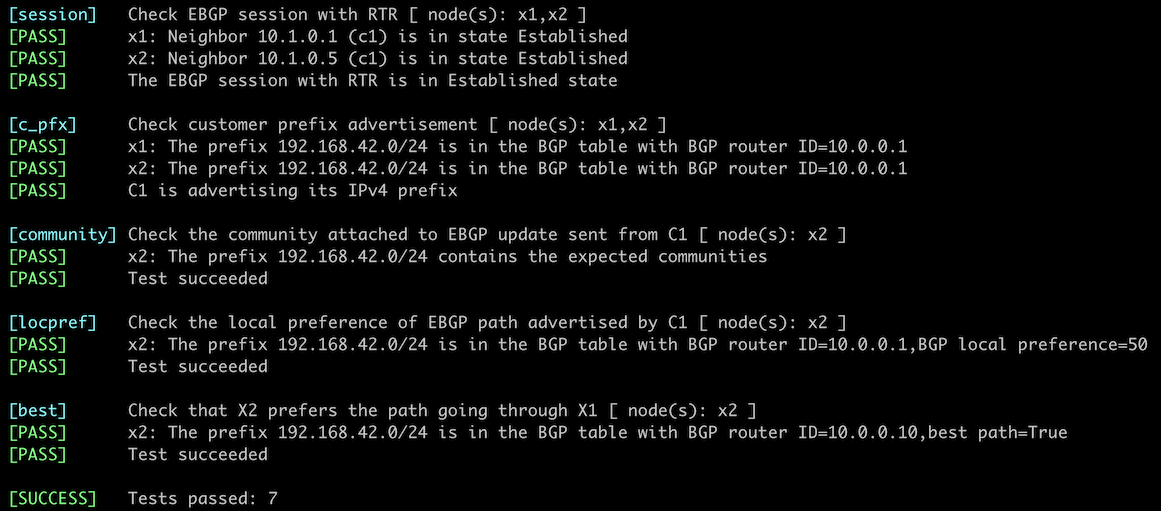 [session] Check EBGP session with RTR [ node(s): x1,x2 ]
[PASS] x1: Neighbor 10.1.0.1 (c1) is in state Established
[PASS] x2: Neighbor 10.1.0.5 (c1) is in state Established
[PASS] The EBGP session with RTR is in Established state
[c_pfx] Check customer prefix advertisement [ node(s): x1,x2 ]
[PASS] x1: The prefix 192.168.42.0/24 is in the BGP table with BGP router ID=10.0.0.1
[PASS] x2: The prefix 192.168.42.0/24 is in the BGP table with BGP router ID=10.0.0.1
[PASS] C1 is advertising its IPv4 prefix
[community] Check the community attached to EBGP update sent from C1 [ node(s): x2 ]
[PASS] x2: The prefix 192.168.42.0/24 contains the expected communities
[PASS] Test succeeded
[locpref] Check the local preference of EBGP path advertised by C1 [ node(s): x2 ]
[PASS] x2: The prefix 192.168.42.0/24 is in the BGP table with BGP router ID=10.0.0.1,BGP local preference=50
[PASS] Test succeeded
[best] Check that X2 prefers the path going through X1 [ node(s): x2 ]
[PASS] x2: The prefix 192.168.42.0/24 is in the BGP table with BGP router ID=10.0.0.10,best path=True
[PASS] Test succeeded
[SUCCESS] Tests passed: 7